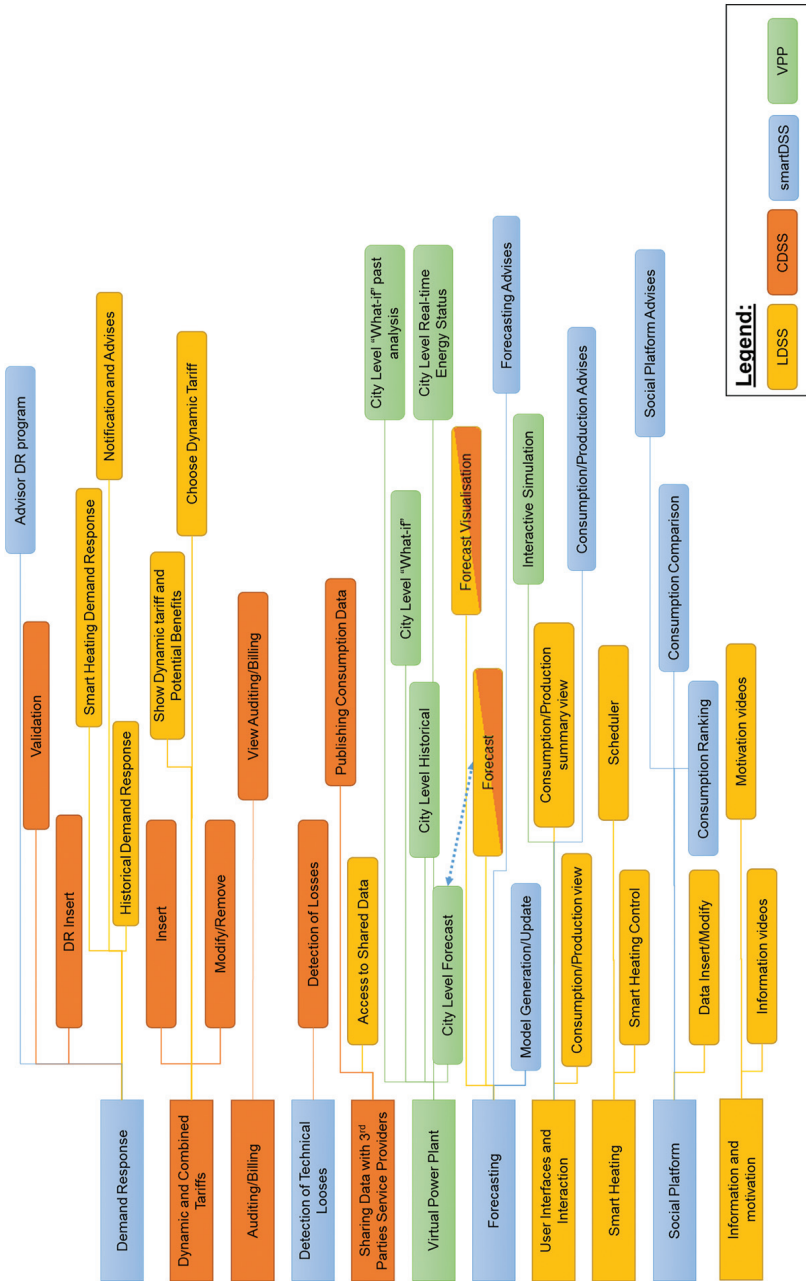 Demand Response
Advisor DR program
Validation
DR Insert
Smart Heating Demand Response
Notification and Advises
Historical Demand Response
Dynamic and Combined
Tariffs
Insert
Modify/Remove
Show Dynamic tariff and
Potential Benefits
Choose Dynamic Tariff
Auditing/Billing
View Auditing/Billing
Detection of Technical
Looses
Detection of Losses
Sharing Data with 3rd
Parties Service Providers
Publishing Consumption Data
Access to Shared Data
Virtual Power Plant
City Level “What-if” past
analysis
City Level “What-if”
City Level Real-time
Energy Status
City Level Historical
City Level Forecast
Forecasting
Forecast Visualisation
Forecast
Forecasting Advises
Model Generation/Update
User Interfaces and
Interaction
Interactive Simulation
Consumption/Production
summary view
Consumption/Production Advises
Consumption/Production view
Smart Heating
Scheduler
Smart Heating Control
Social Platform
Social Platform Advises
Consumption Comparison
Consumption Ranking
Data Insert/Modify
Information and
motivation
Motivation videos
Information videos
Legend:
LDSS
CDSS
smartDSS
VPP